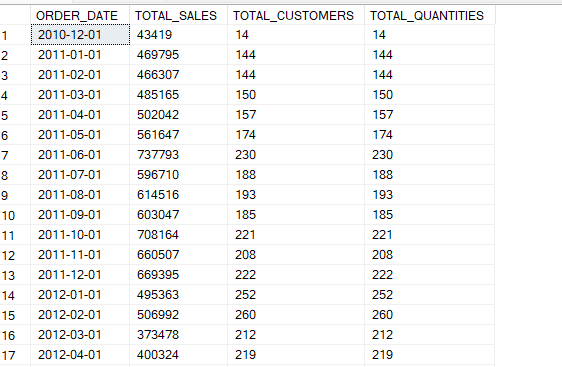 ORDER_DATE TOTAL_SALES TOTAL_CUSTOMERS TOTAL_QUANTITIES
1 2010-12-01 43419 14 14
2 2011-01-01 469795 144 144
3 2011-02-01 466307 144 144
4 2011-03-01 485165 150 150
5 2011-04-01 502042 157 157
6 2011-05-01 561647 174 174
7 2011-06-01 737793 230 230
8 2011-07-01 596710 188 188
9 2011-08-01 614516 193 193
10 2011-09-01 603047 185 185
11 2011-10-01 708164 221 221
12 2011-11-01 660507 208 208
13 2011-12-01 669395 222 222
14 2012-01-01 495363 252 252
15 2012-02-01 506992 260 260
16 2012-03-01 373478 212 212
17 2012-04-01 400324 219 219